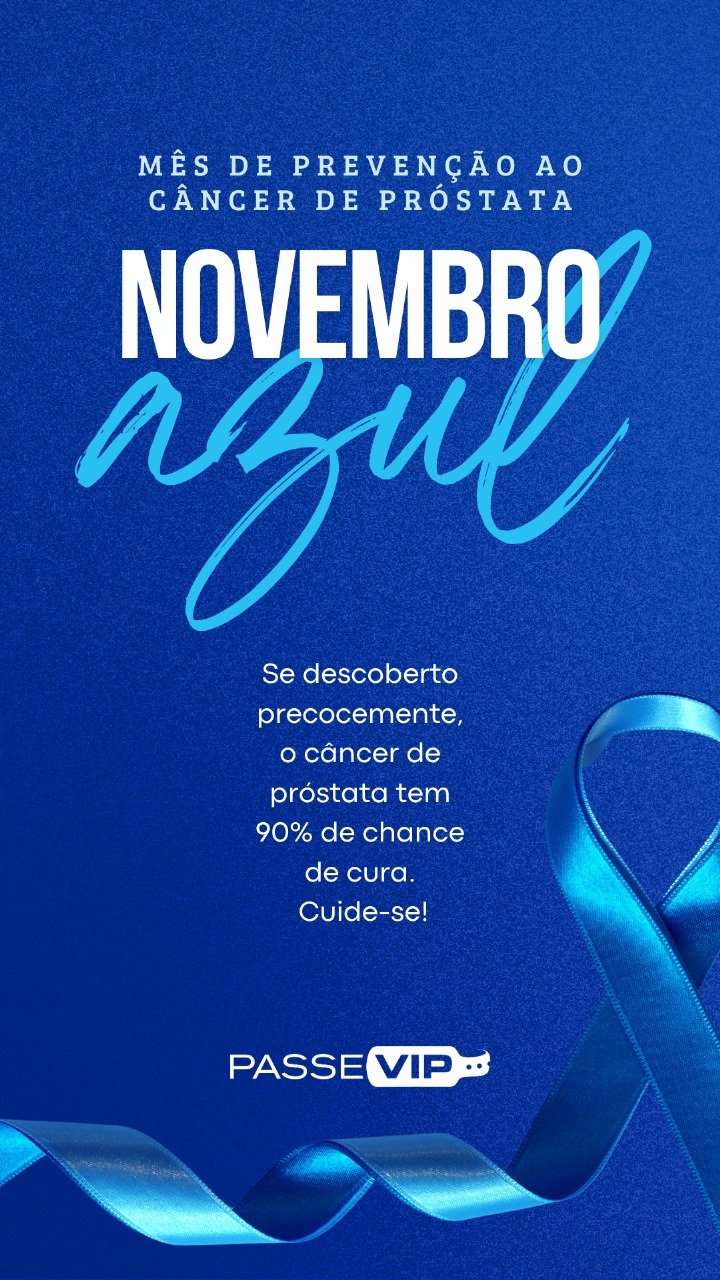 MÊS DE PREVENÇÃO AO
CÂNCER DE PRÓSTATA
NOVEMBRO
azul
Se descoberto
precocemente,
o câncer de
próstata tem
90% de chance
de cura.
Cuide-se!
PASSEVIP